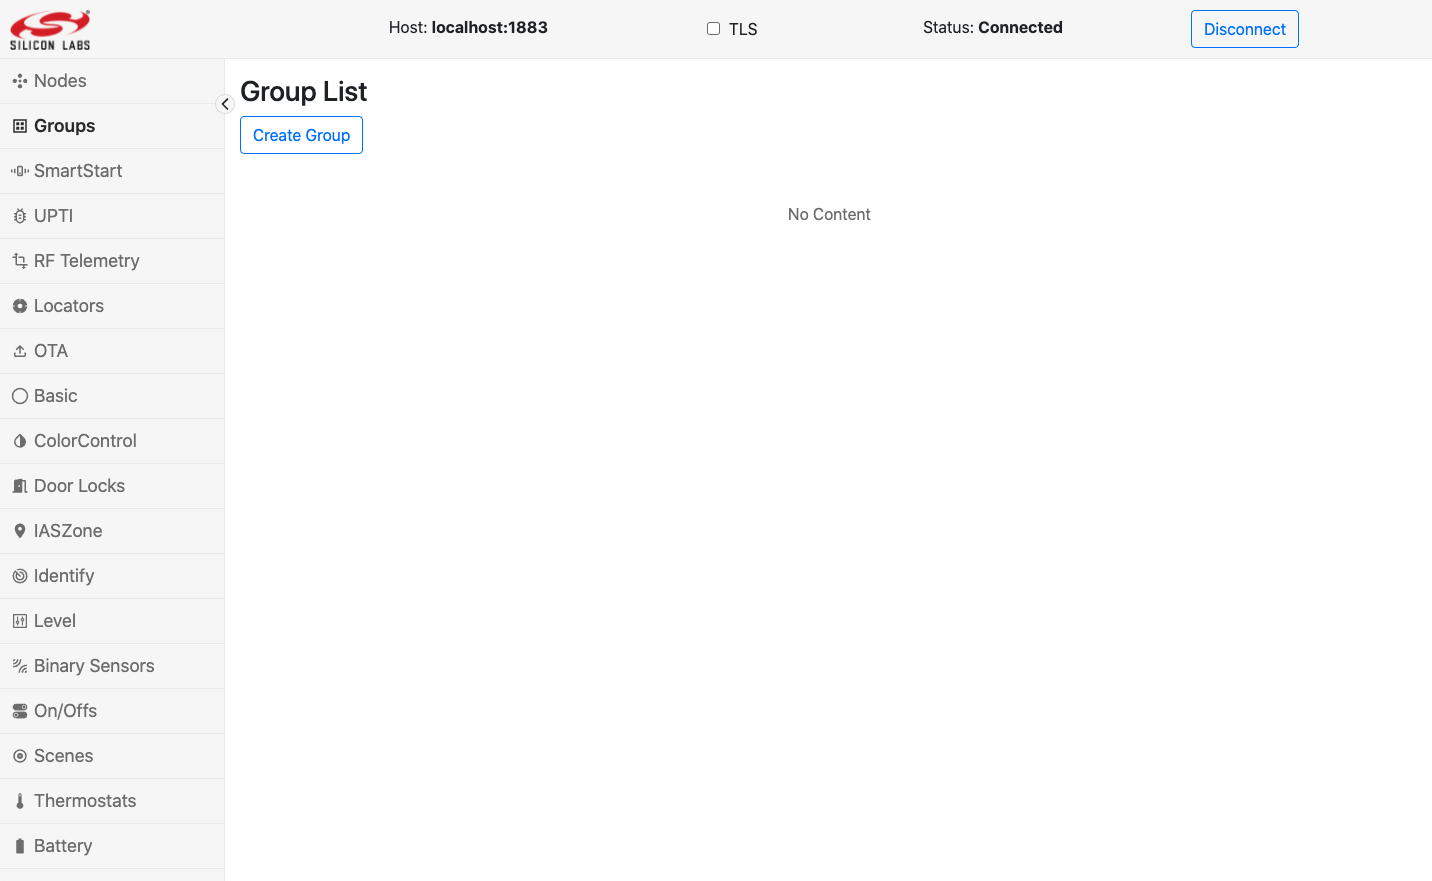 SILICON LABS
Host: localhost:1883
TLS
Status: Connected
Disconnect
Nodes
Groups
SmartStart
UPTI
RF Telemetry
Locators
OTA
Basic
ColorControl
Door Locks
IASZone
Identify
Level
Binary Sensors
On/Offs
Scenes
Thermostats
Battery
Group List
Create Group
No Content